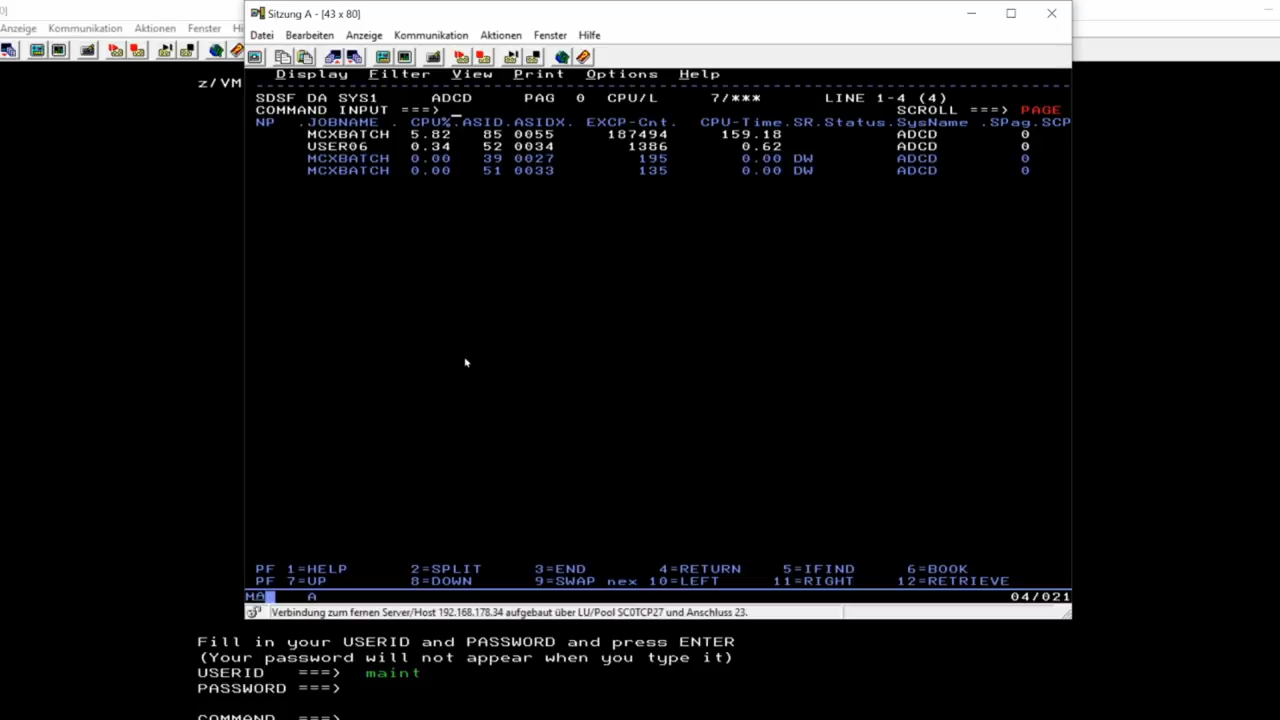 0]
Anzeige Kommunikation Aktionen Fenster Hi
z/VM
Sitzung A - [43 x 80]
Datei Bearbeiten Anzeige Kommunikation Aktionen Fenster Hilfe
Display Filter View Print Options Help
SDSF DA SYS1 ADCD PAG 0 CPU/L 7/*** LINE 1-4 (4)
COMMAND INPUT ===> _ SCROLL ===> PAGE
NP .JOBNAME . CPU%.ASID.ASIDX. EXCP-Cnt. CPU-Time.SR.Status.SysName .SPag.SCP
MCXBATCH 5.82 85 0055 187494 159.18 ADCD 0
USER06 0.34 52 0034 1386 0.62 ADCD 0
MCXBATCH 0.00 39 0027 195 0.00 DW ADCD 0
MCXBATCH 0.00 51 0033 135 0.00 DW ADCD 0
PF 1=HELP 2=SPLIT 3=END 4=RETURN 5=IFIND 6=BOOK
PF 7=UP 8=DOWN 9=SWAP nex 10=LEFT 11=RIGHT 12=RETRIEVE
MA A 04/021
Verbindung zum fernen Server/Host 192.168.178.34 aufgebaut über LU/Pool SC0TCP27 und Anschluss 23.
Fill in your USERID and PASSWORD and press ENTER
(Your password will not appear when you type it)
USERID ===> maint
PASSWORD ===>
COMMAND ===>